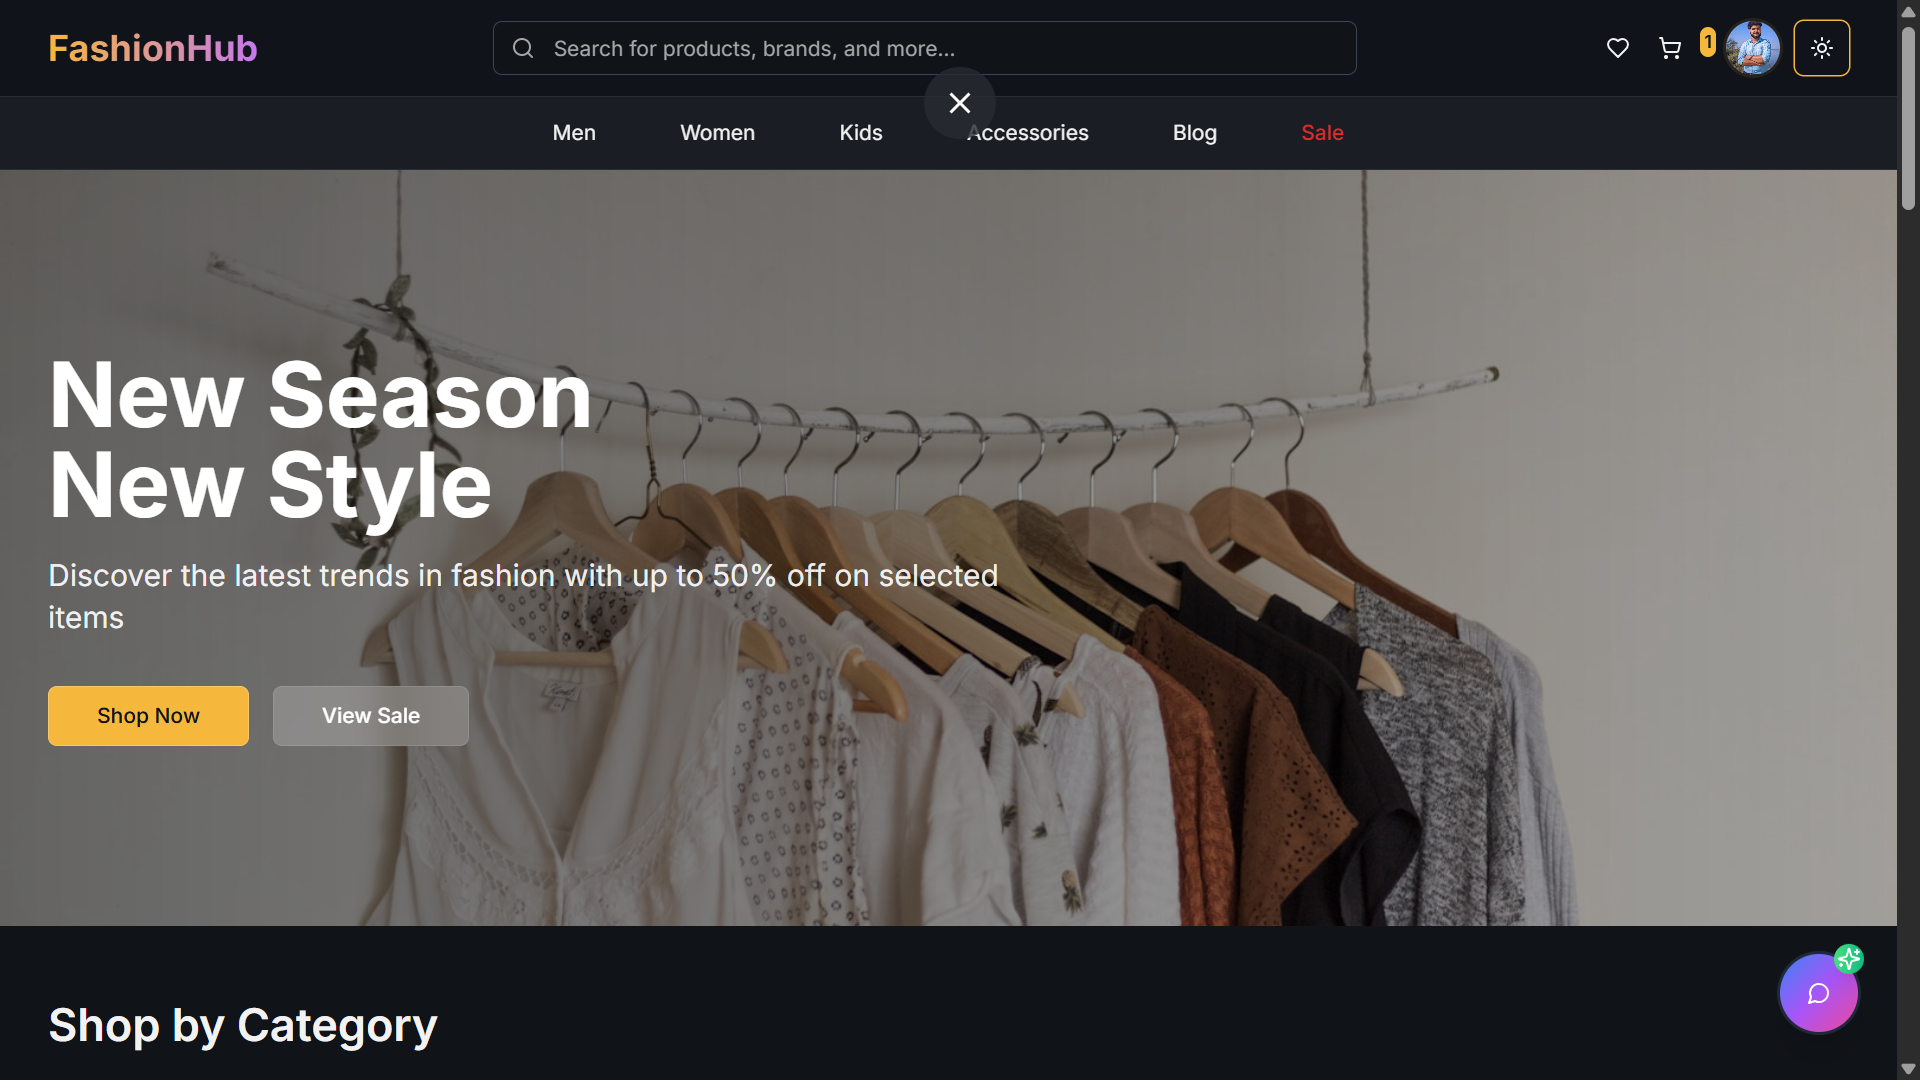 FashionHub
Search for products, brands, and more...
1
Men
Women
Kids
Accessories
Blog
Sale
New Season
New Style
Discover the latest trends in fashion with up to 50% off on selected
items
Shop Now
View Sale
Shop by Category